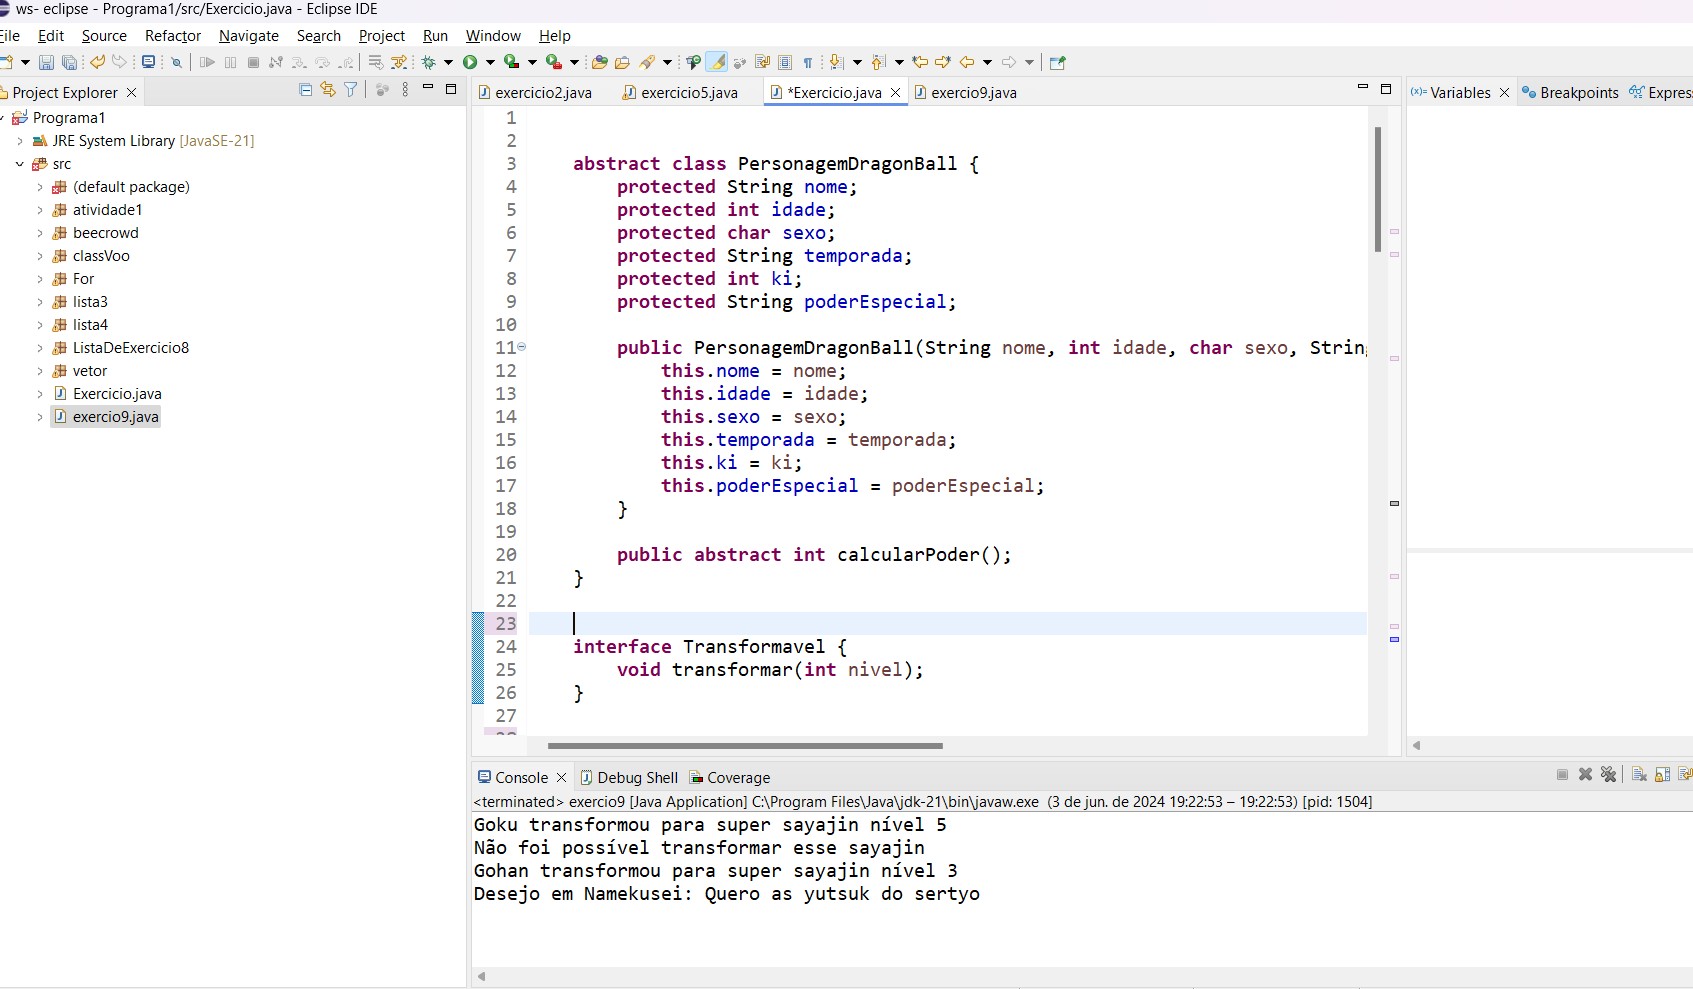 ws- eclipse - Programa1/src/Exercicio.java - Eclipse IDE
File Edit Source Refactor Navigate Search Project Run Window Help
Project Explorer
Programa1
JRE System Library [JavaSE-21]
src
(default package)
atividade1
beecrowd
classVoo
For
lista3
lista4
ListaDeExercicio8
vetor
Exercicio.java
exercio9.java
exercicio2.java exercicio5.java *Exercicio.java exercio9.java
1
2
3 abstract class PersonagemDragonBall {
4 protected String nome;
5 protected int idade;
6 protected char sexo;
7 protected String temporada;
8 protected int ki;
9 protected String poderEspecial;
10
11 public PersonagemDragonBall(String nome, int idade, char sexo, String
12 this.nome = nome;
13 this.idade = idade;
14 this.sexo = sexo;
15 this.temporada = temporada;
16 this.ki = ki;
17 this.poderEspecial = poderEspecial;
18 }
19
20 public abstract int calcularPoder();
21 }
22
23
24 interface Transformavel {
25 void transformar(int nivel);
26 }
27
28
(x)= Variables Breakpoints Express
Console Debug Shell Coverage
<terminated> exercio9 [Java Application] C:\Program Files\Java\jdk-21\bin\javaw.exe (3 de jun. de 2024 19:22:53 – 19:22:53) [pid: 1504]
Goku transformou para super sayajin nível 5
Não foi possível transformar esse sayajin
Gohan transformou para super sayajin nível 3
Desejo em Namekusei: Quero as yutsuk do sertyo